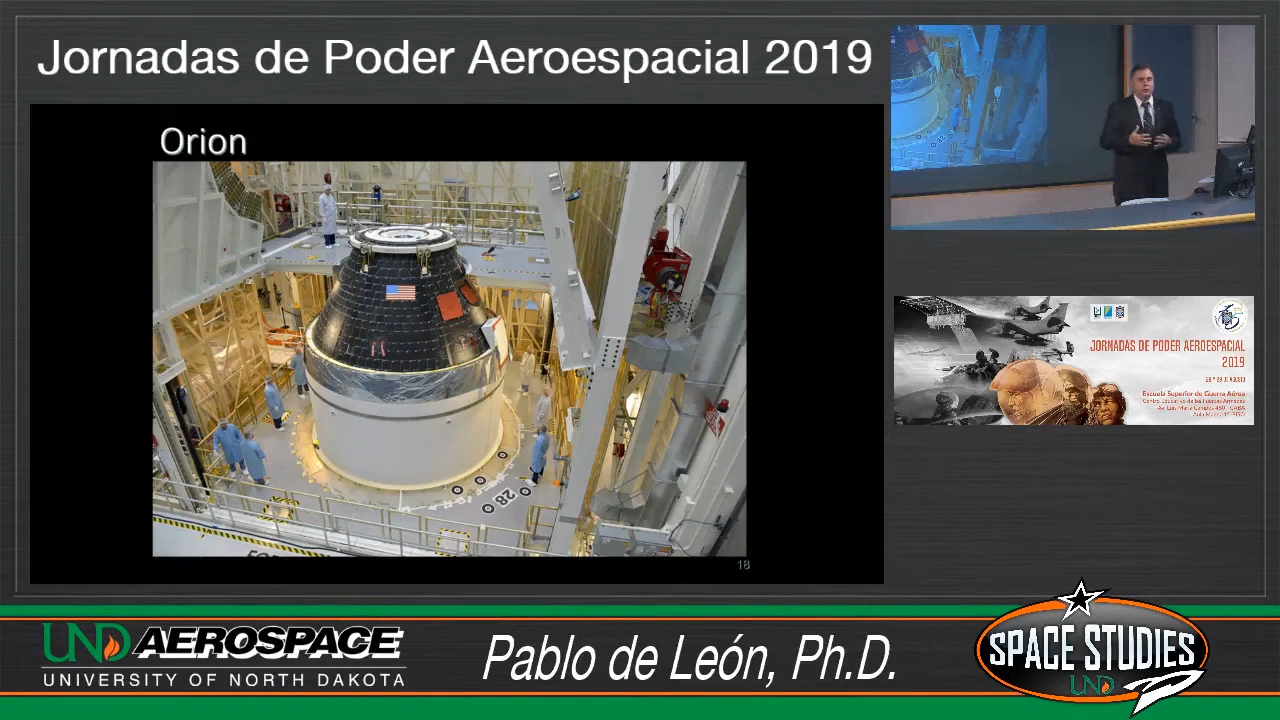 Jornadas de Poder Aeroespacial 2019
Orion
28
18
JORNADAS DE PODER AEROESPACIAL
2019
Escuela Superior de Guerra Aérea
UND AEROSPACE
UNIVERSITY OF NORTH DAKOTA
Pablo de León, Ph.D.
SPACE STUDIES
UND